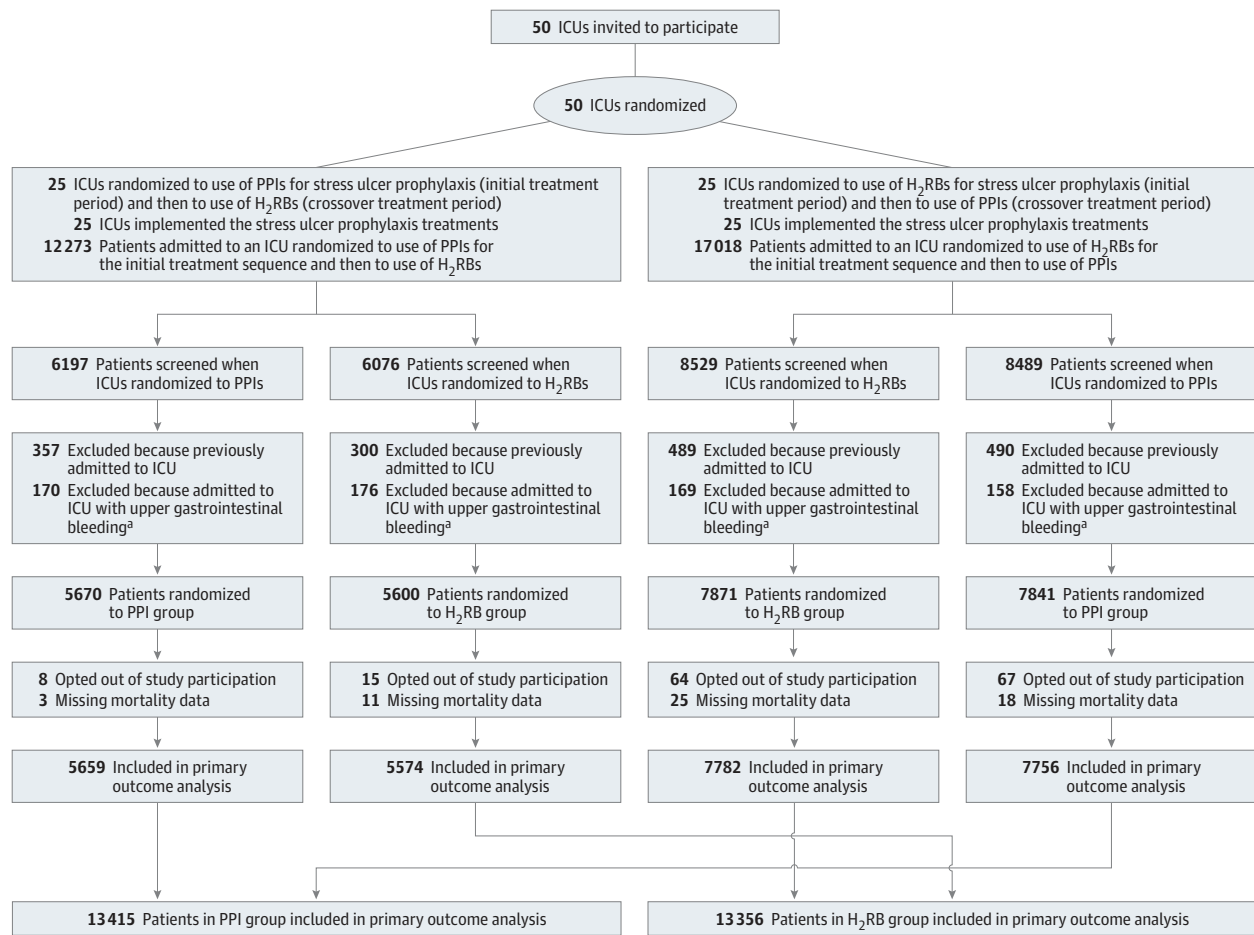 50 ICUs invited to participate
50 ICUs randomized
25 ICUs randomized to use of PPIs for stress ulcer prophylaxis (initial treatment
period) and then to use of H₂RBs (crossover treatment period)
25 ICUs implemented the stress ulcer prophylaxis treatments
12 273 Patients admitted to an ICU randomized to use of PPIs for
the initial treatment sequence and then to use of H₂RBs
25 ICUs randomized to use of H₂RBs for stress ulcer prophylaxis (initial
treatment period) and then to use of PPIs (crossover treatment period)
25 ICUs implemented the stress ulcer prophylaxis treatments
17 018 Patients admitted to an ICU randomized to use of H₂RBs for
the initial treatment sequence and then to use of PPIs
6197 Patients screened when
ICUs randomized to PPIs
6076 Patients screened when
ICUs randomized to H₂RBs
8529 Patients screened when
ICUs randomized to H₂RBs
8489 Patients screened when
ICUs randomized to PPIs
357 Excluded because previously
admitted to ICU
170 Excluded because admitted to
ICU with upper gastrointestinal
bleedingᵃ
300 Excluded because previously
admitted to ICU
176 Excluded because admitted to
ICU with upper gastrointestinal
bleedingᵃ
489 Excluded because previously
admitted to ICU
169 Excluded because admitted to
ICU with upper gastrointestinal
bleedingᵃ
490 Excluded because previously
admitted to ICU
158 Excluded because admitted to
ICU with upper gastrointestinal
bleedingᵃ
5670 Patients randomized
to PPI group
5600 Patients randomized
to H₂RB group
7871 Patients randomized
to H₂RB group
7841 Patients randomized
to PPI group
8 Opted out of study participation
3 Missing mortality data
15 Opted out of study participation
11 Missing mortality data
64 Opted out of study participation
25 Missing mortality data
67 Opted out of study participation
18 Missing mortality data
5659 Included in primary
outcome analysis
5574 Included in primary
outcome analysis
7782 Included in primary
outcome analysis
7756 Included in primary
outcome analysis
13 415 Patients in PPI group included in primary outcome analysis
13 356 Patients in H₂RB group included in primary outcome analysis